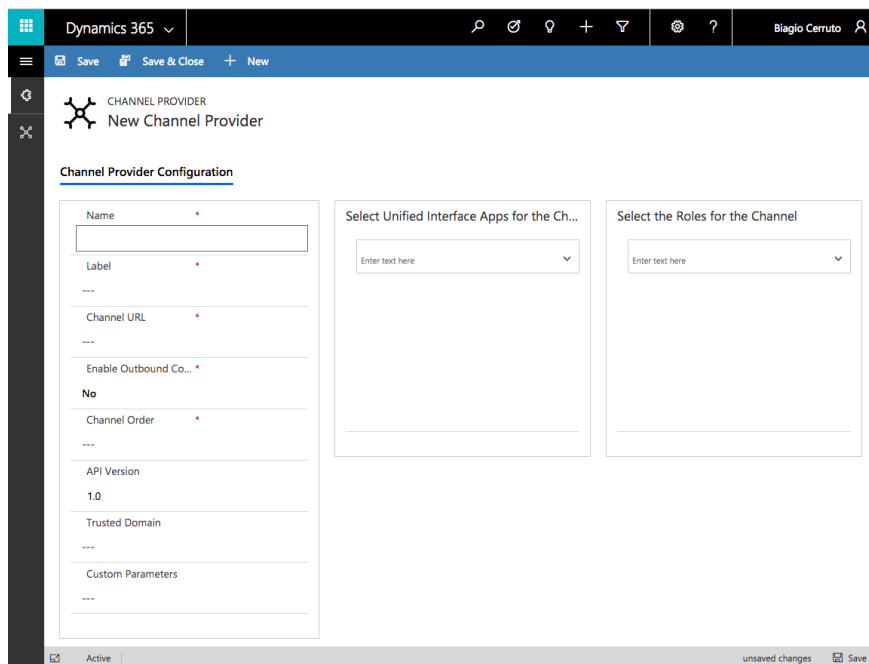 Dynamics 365
Biagio Cerruto
Save
Save & Close
New
CHANNEL PROVIDER
New Channel Provider
Channel Provider Configuration
Name *
Label *
---
Channel URL *
---
Enable Outbound Co... *
No
Channel Order *
---
API Version
1.0
Trusted Domain
---
Custom Parameters
---
Select Unified Interface Apps for the Ch...
Enter text here
Select the Roles for the Channel
Enter text here
Active
unsaved changes
Save